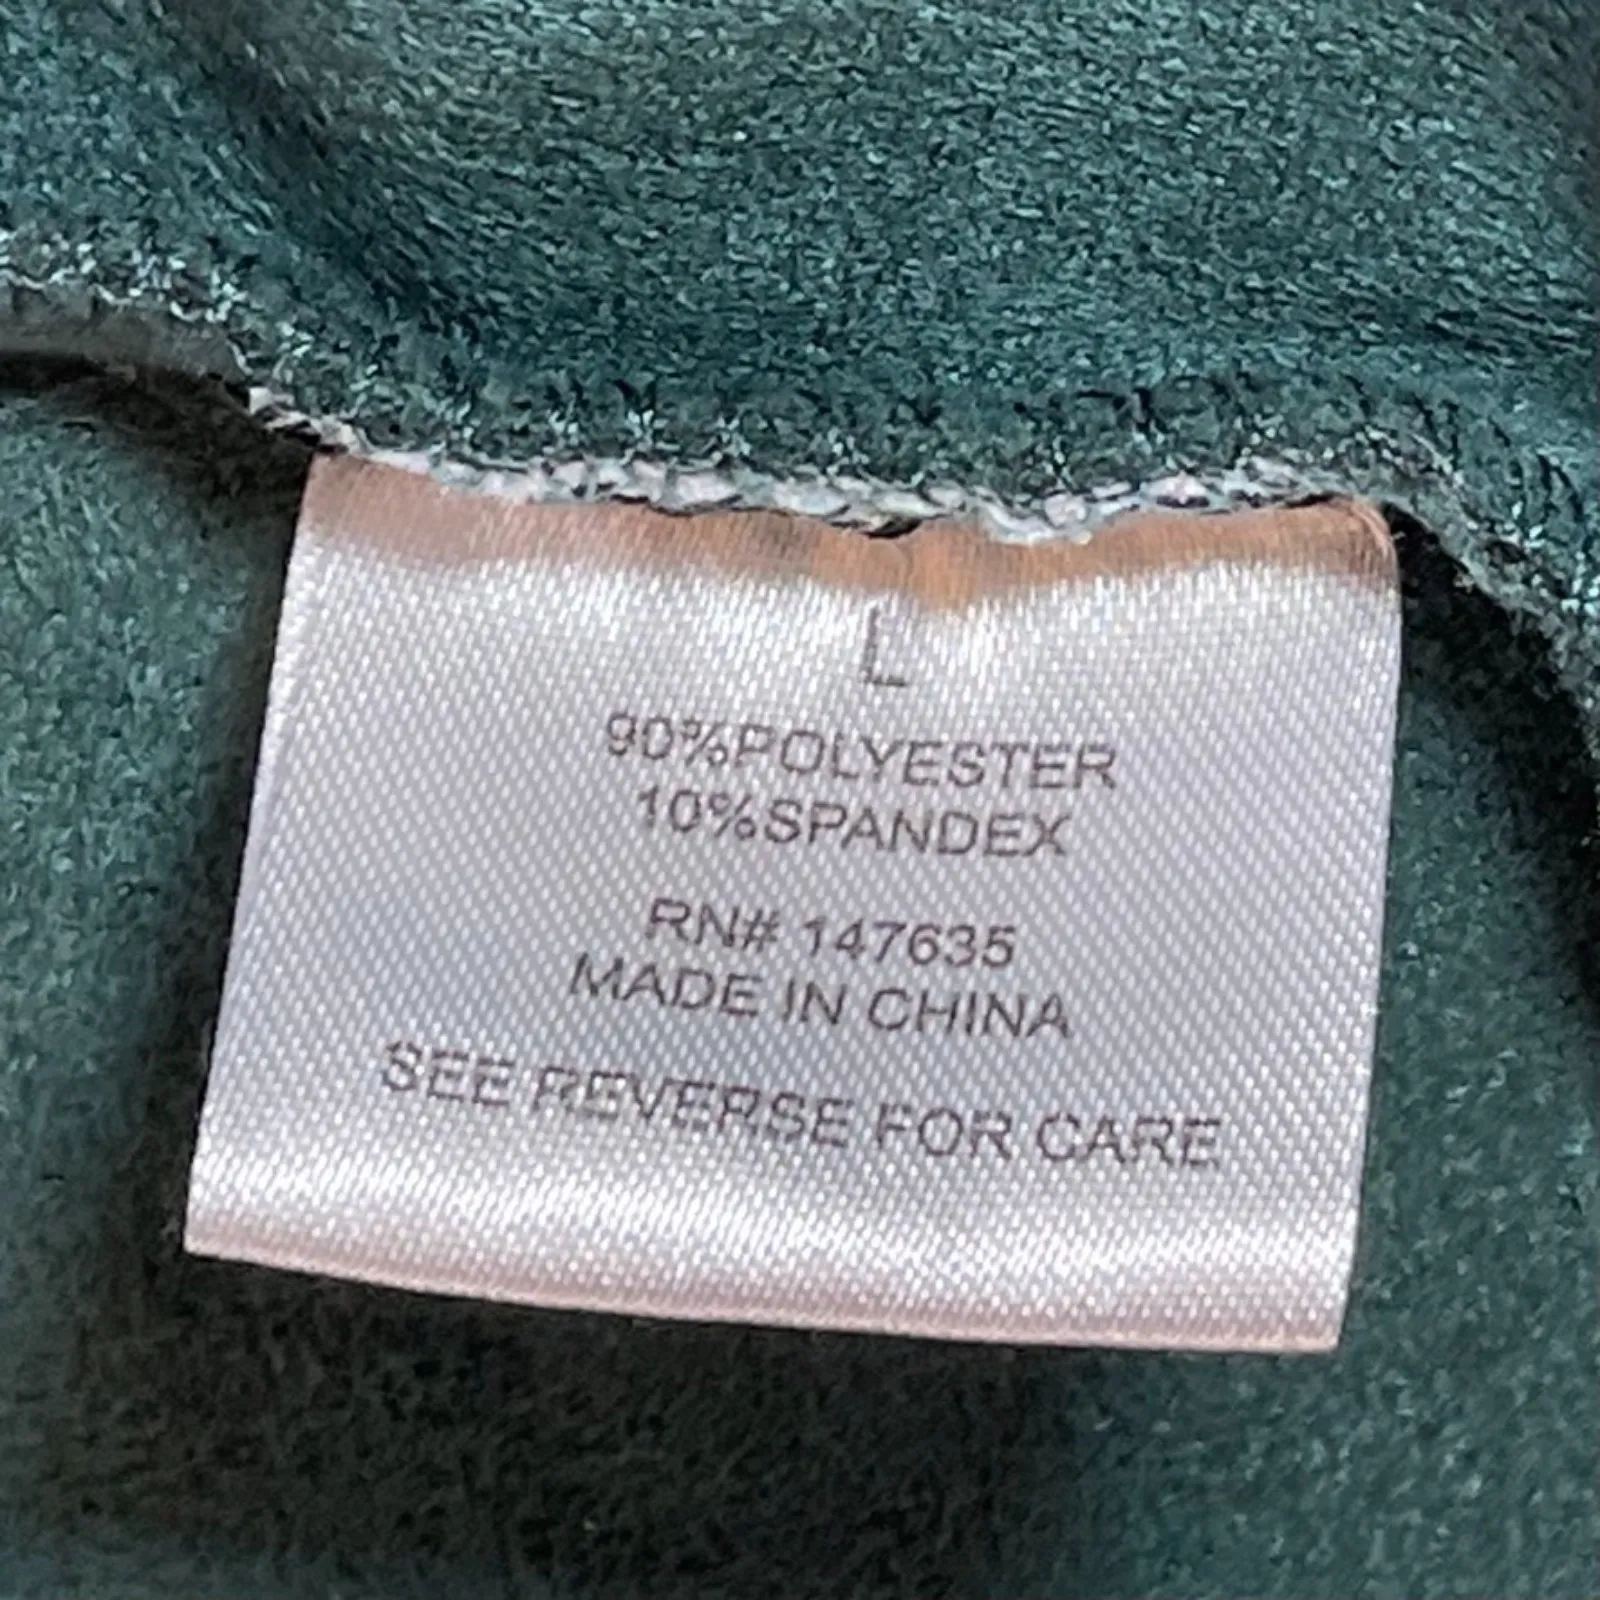 L
90%POLYESTER
10%SPANDEX
RN# 147635
MADE IN CHINA
SEE REVERSE FOR CARE